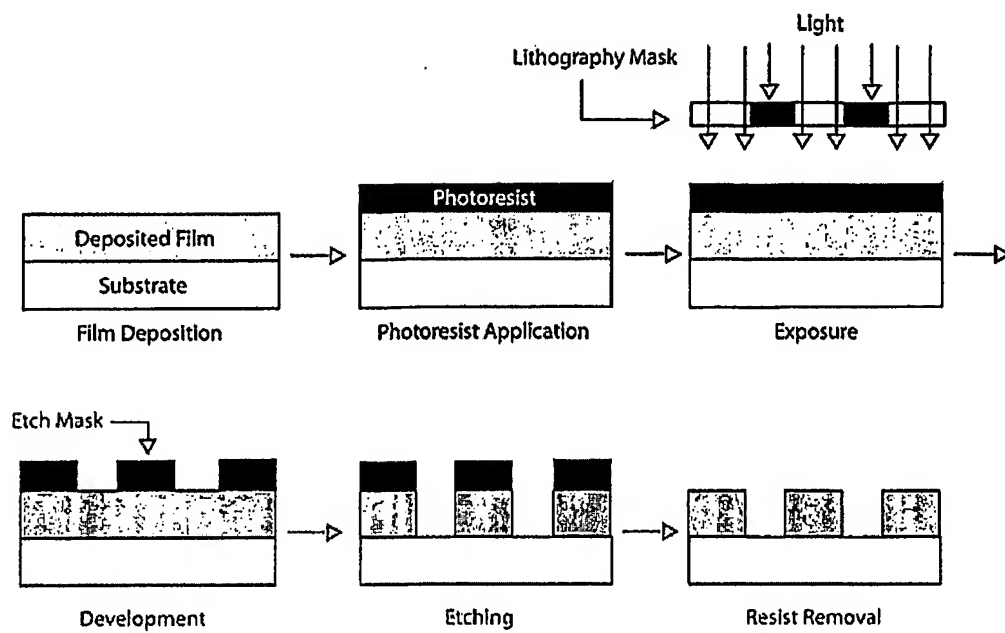 Light
Lithography Mask
Photoresist
Deposited Film
Substrate
Film Deposition
Photoresist Application
Exposure
Etch Mask
Development
Etching
Resist Removal